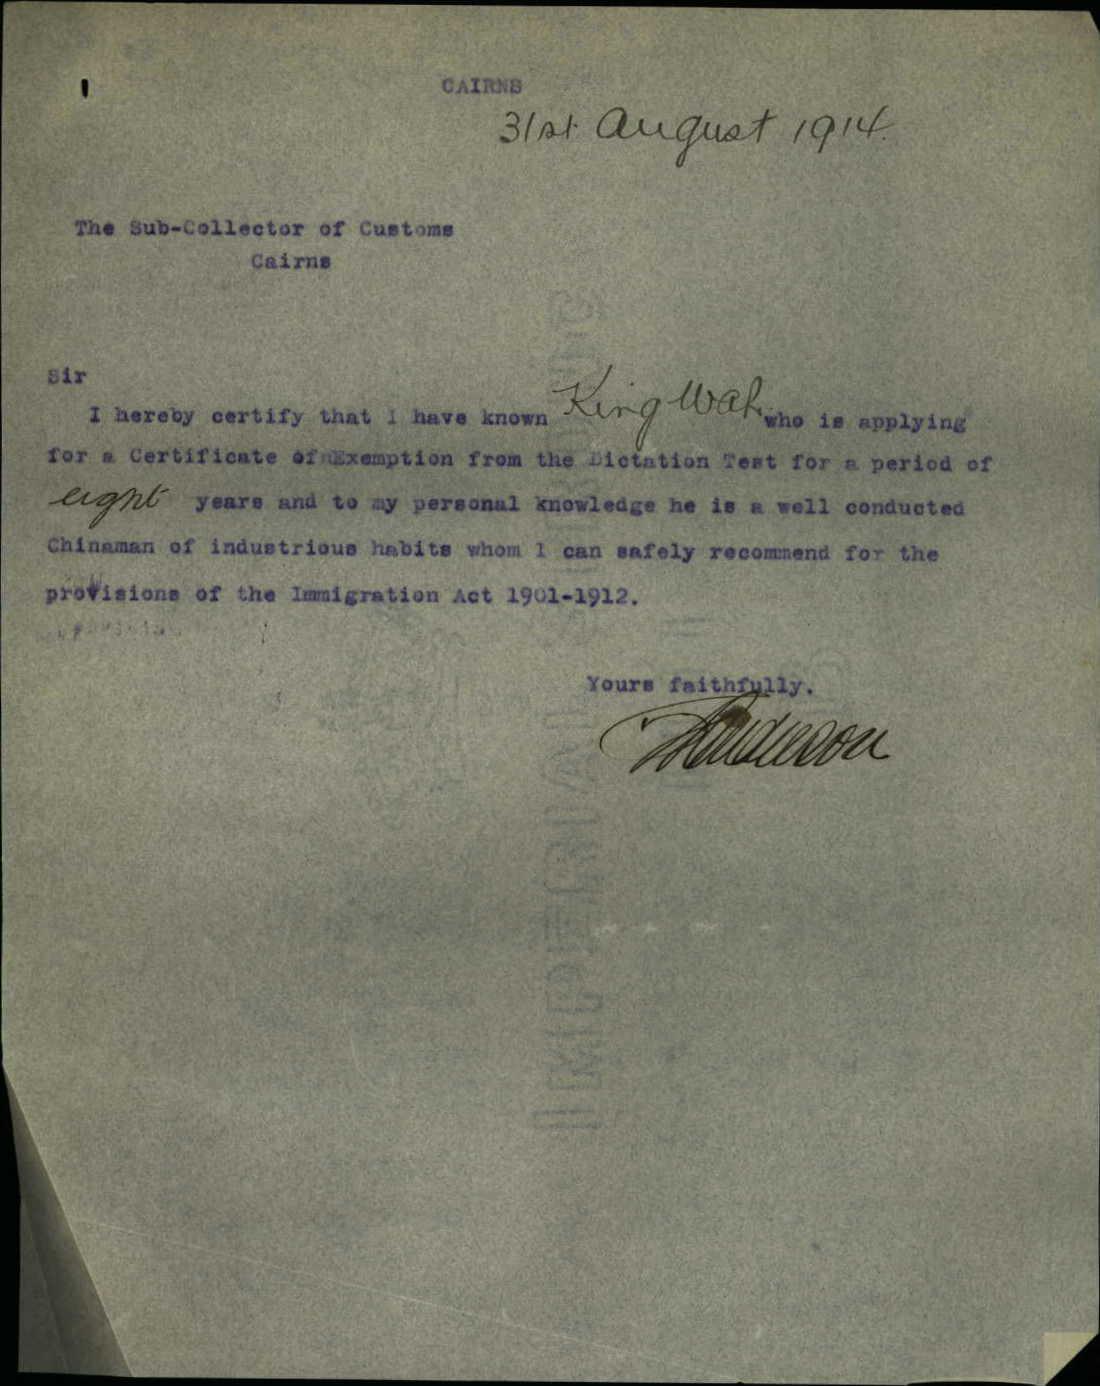 CAIRNS
31st August 1914.
The Sub-Collector of Customs
Cairns
Sir
I hereby certify that I have known King Wah who is applying
for a Certificate of Exemption from the Dictation Test for a period of
eight years and to my personal knowledge he is a well conducted
Chinaman of industrious habits whom I can safely recommend for the
provisions of the Immigration Act 1901-1912.
Yours faithfully.